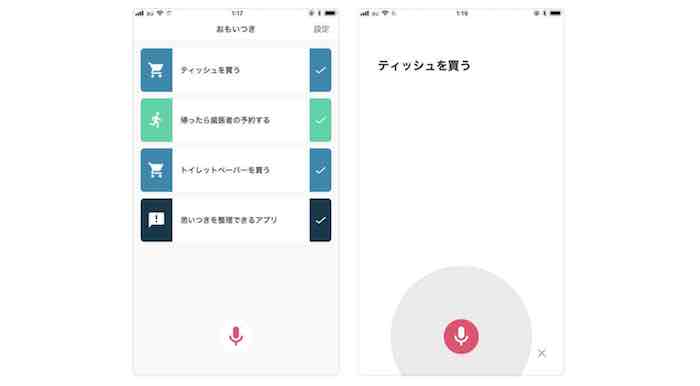 au 1:17
おもいつき 設定
ティッシュを買う
帰ったら歯医者の予約する
トイレットペーパーを買う
思いつきを整理できるアプリ
au 1:19
ティッシュを買う